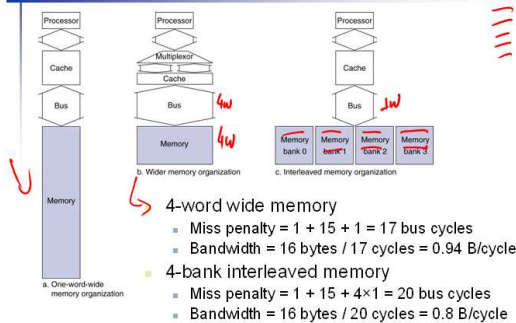 Processor
Processor
Processor
Multiplexor
Cache
Cache
Cache
Bus
Bus
4w
Bus
1w
Memory
4w
Memory
bank 0
Memory
bank 1
Memory
bank 2
Memory
bank 3
b. Wider memory organization
c. Interleaved memory organization
Memory
a. One-word-wide
memory organization
4-word wide memory
Miss penalty = 1 + 15 + 1 = 17 bus cycles
Bandwidth = 16 bytes / 17 cycles = 0.94 B/cycle
4-bank interleaved memory
Miss penalty = 1 + 15 + 4×1 = 20 bus cycles
Bandwidth = 16 bytes / 20 cycles = 0.8 B/cycle